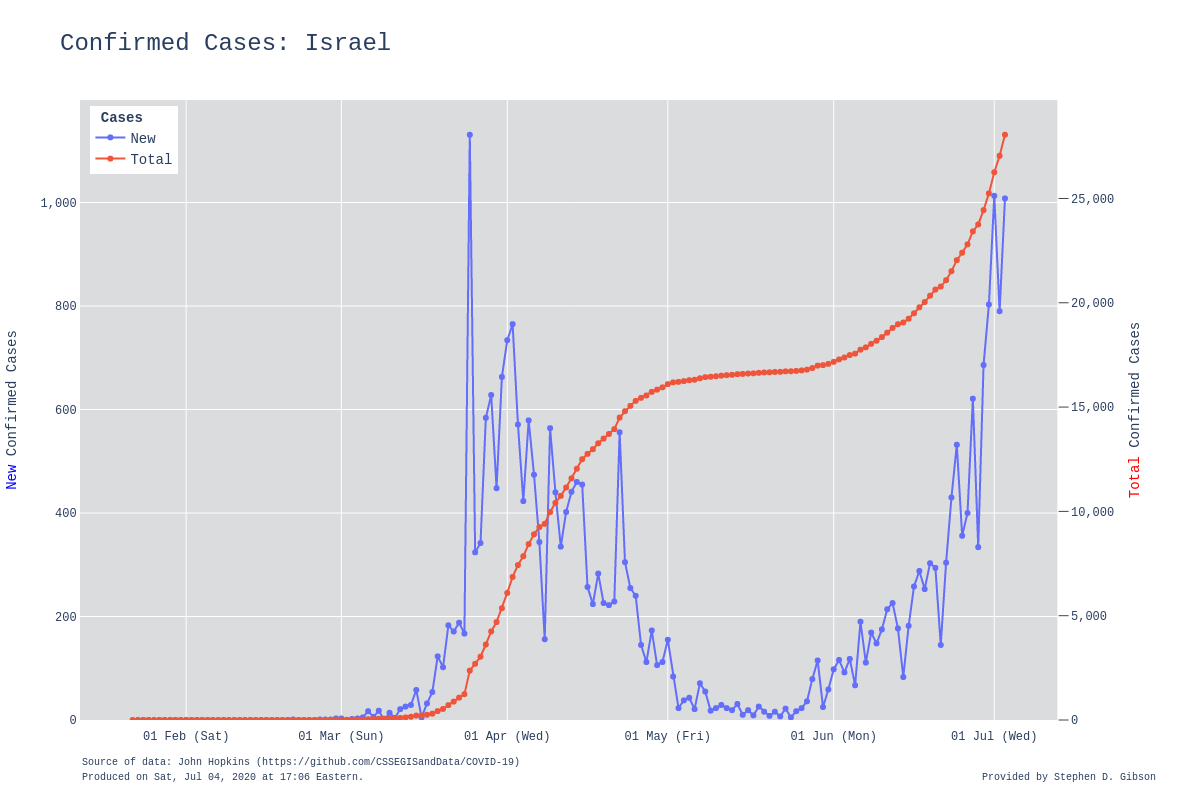 Confirmed Cases: Israel
Cases
New
Total
1,000
800
600
400
200
0
New Confirmed Cases
25,000
20,000
15,000
10,000
5,000
0
Total Confirmed Cases
01 Feb (Sat)
01 Mar (Sun)
01 Apr (Wed)
01 May (Fri)
01 Jun (Mon)
01 Jul (Wed)
Source of data: John Hopkins (https://github.com/CSSEGISandData/COVID-19)
Produced on Sat, Jul 04, 2020 at 17:06 Eastern.
Provided by Stephen D. Gibson